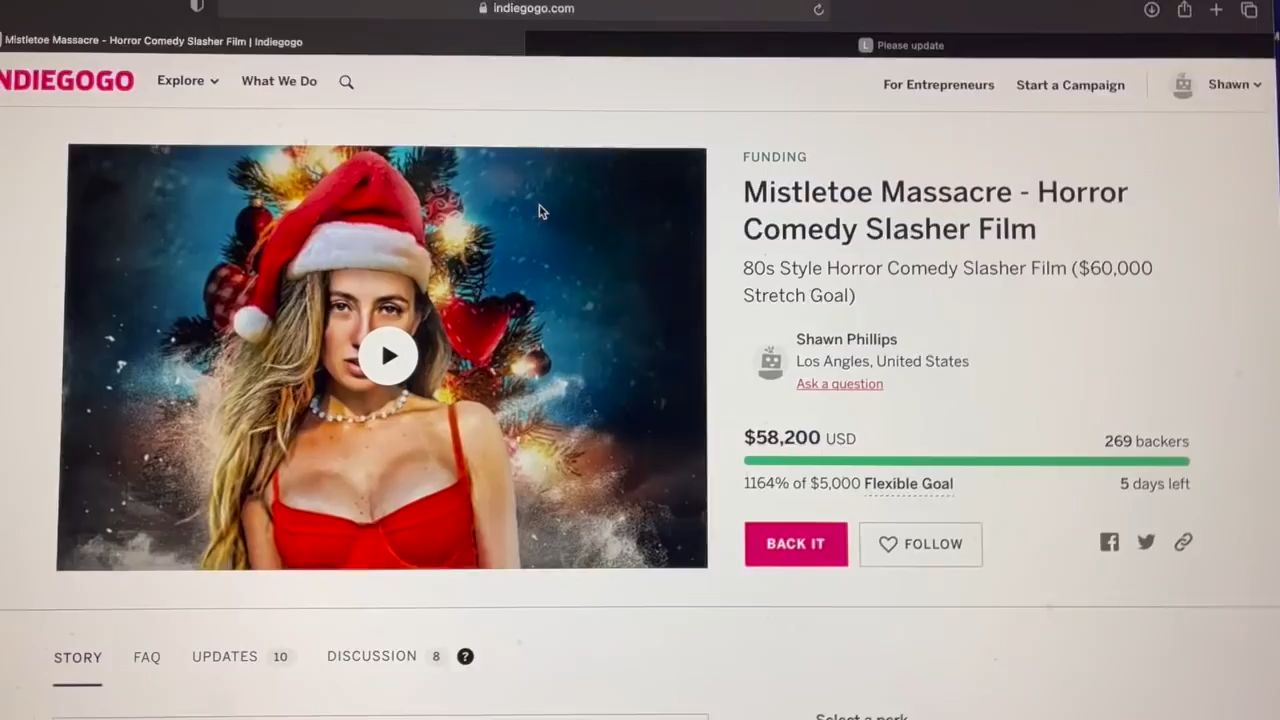 indiegogo.com
Mistletoe Massacre - Horror Comedy Slasher Film | Indiegogo
L Please update
NDIEGOGO
Explore
What We Do
For Entrepreneurs
Start a Campaign
Shawn
FUNDING
Mistletoe Massacre - Horror
Comedy Slasher Film
80s Style Horror Comedy Slasher Film ($60,000
Stretch Goal)
Shawn Phillips
Los Angles, United States
Ask a question
$58,200 USD
269 backers
1164% of $5,000 Flexible Goal
5 days left
BACK IT
FOLLOW
STORY
FAQ
UPDATES 10
DISCUSSION 8 ?
Select a perk